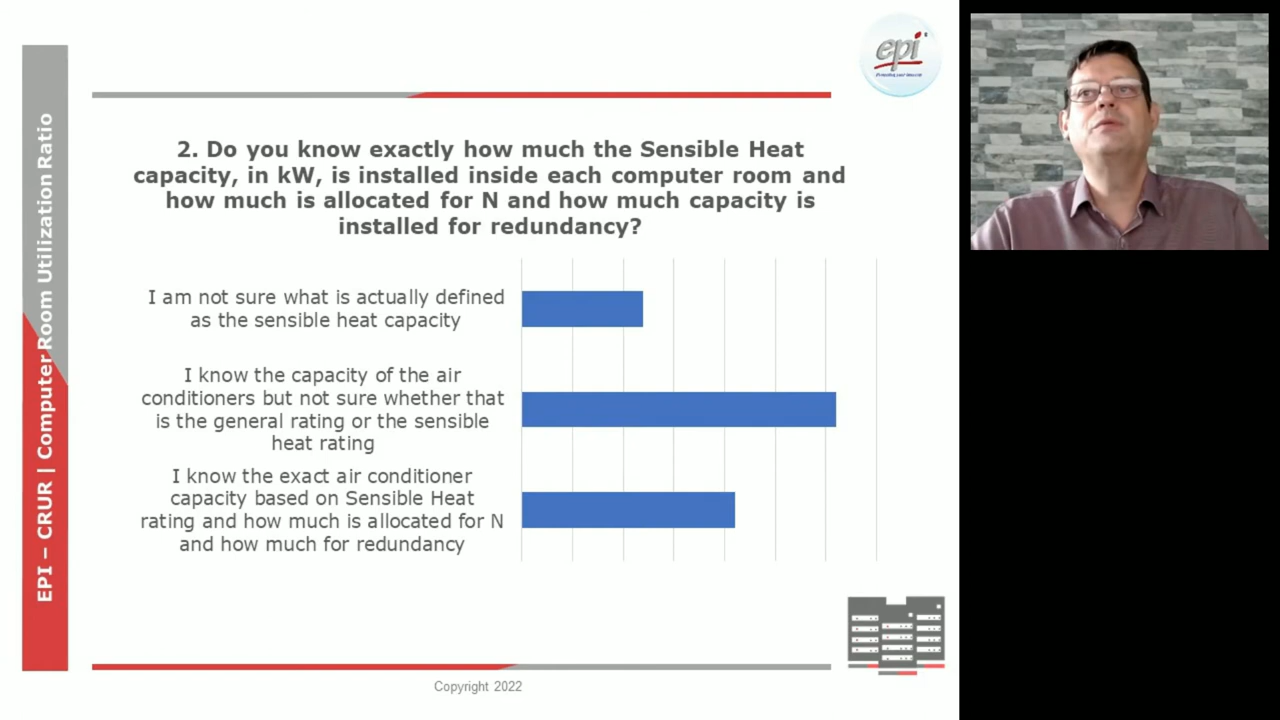 epi
EPI – CRUR | Computer Room Utilization Ratio
2. Do you know exactly how much the Sensible Heat
capacity, in kW, is installed inside each computer room and
how much is allocated for N and how much capacity is
installed for redundancy?
I am not sure what is actually defined
as the sensible heat capacity
I know the capacity of the air
conditioners but not sure whether that
is the general rating or the sensible
heat rating
I know the exact air conditioner
capacity based on Sensible Heat
rating and how much is allocated for N
and how much for redundancy
Copyright 2022